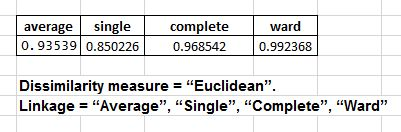 average single complete ward
0.93539 0.850226 0.968542 0.992368
Dissimilarity measure = “Euclidean”.
Linkage = “Average”, “Single”, “Complete”, “Ward”